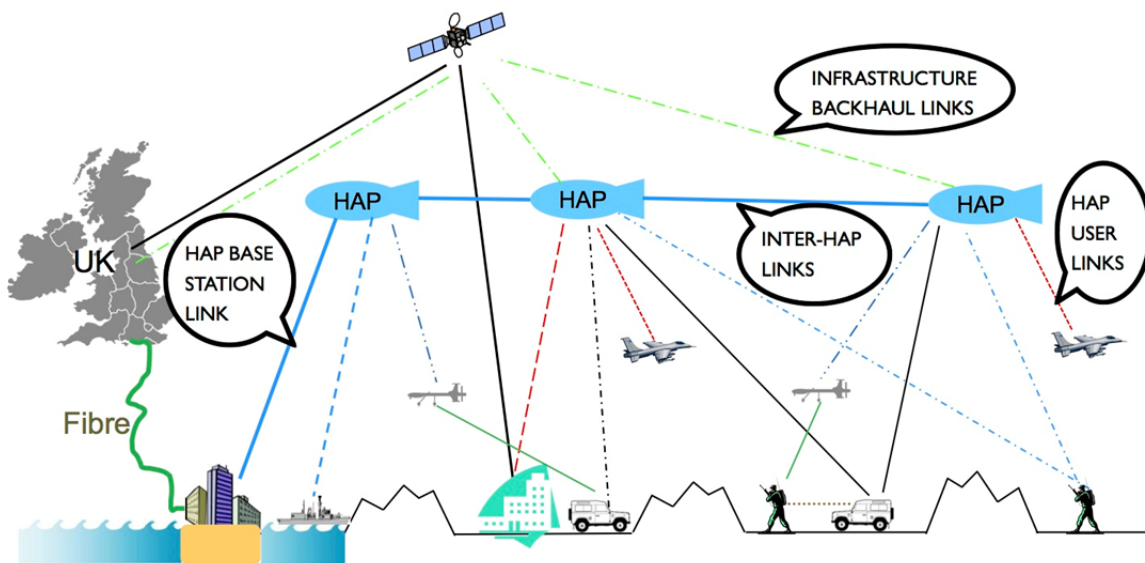 INFRASTRUCTURE
BACKHAUL LINKS
HAP
HAP
HAP
HAP
USER
LINKS
UK
HAP BASE
STATION
LINK
INTER-HAP
LINKS
Fibre